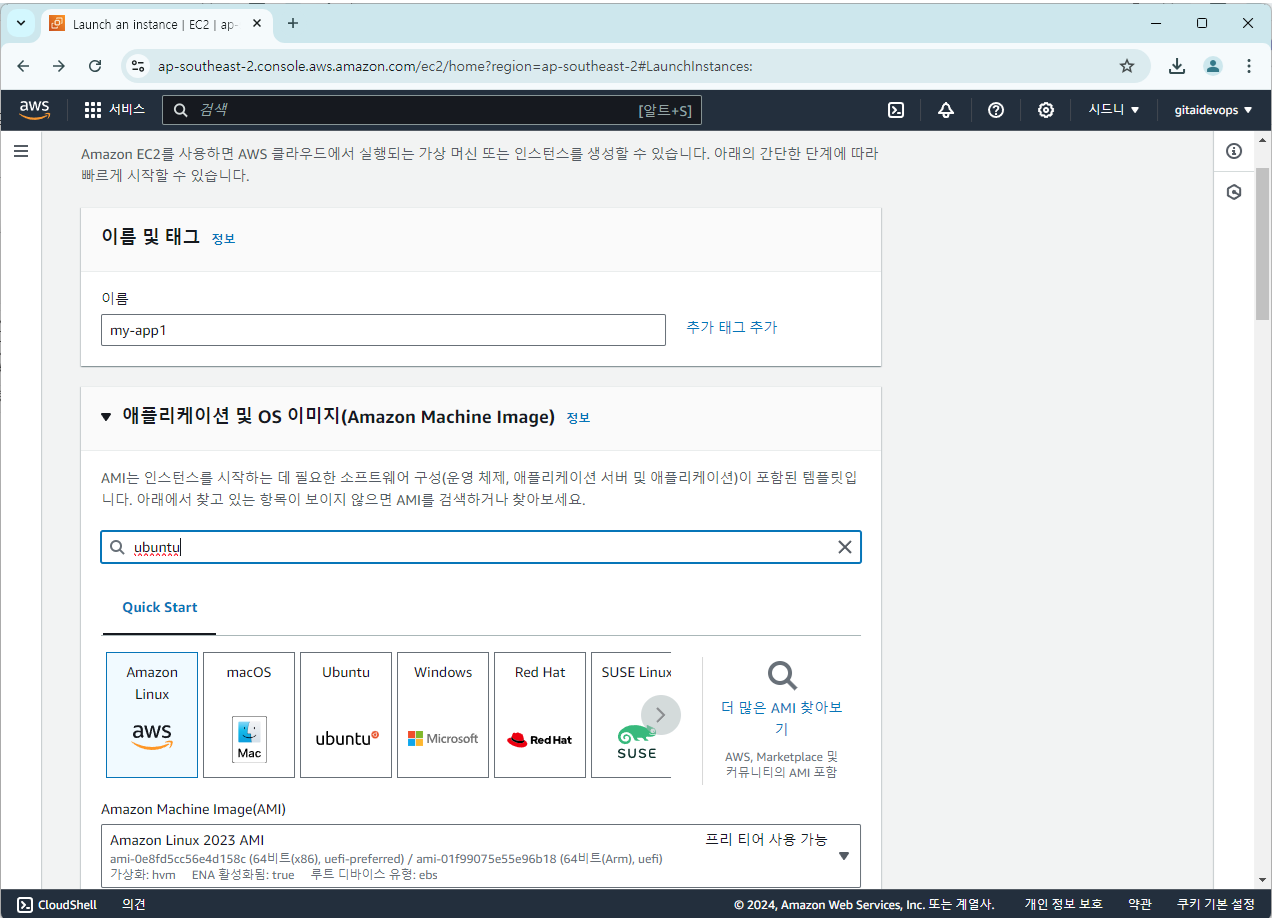 Launch an instance | EC2 | ap-
ap-southeast-2.console.aws.amazon.com/ec2/home?region=ap-southeast-2#LaunchInstances:
aws 서비스 검색 [알트+S] 시드니 gitaidevops
Amazon EC2를 사용하면 AWS 클라우드에서 실행되는 가상 머신 또는 인스턴스를 생성할 수 있습니다. 아래의 간단한 단계에 따라
빠르게 시작할 수 있습니다.
이름 및 태그 정보
이름
my-app1 추가 태그 추가
애플리케이션 및 OS 이미지(Amazon Machine Image) 정보
AMI는 인스턴스를 시작하는 데 필요한 소프트웨어 구성(운영 체제, 애플리케이션 서버 및 애플리케이션)이 포함된 템플릿입
니다. 아래에서 찾고 있는 항목이 보이지 않으면 AMI를 검색하거나 찾아보세요.
ubuntu
Quick Start
Amazon
Linux
aws
macOS
Mac
Ubuntu
ubuntu
Windows
Microsoft
Red Hat
Red Hat
SUSE Linux
SUSE
더 많은 AMI 찾아보
기
AWS, Marketplace 및
커뮤니티의 AMI 포함
Amazon Machine Image(AMI)
Amazon Linux 2023 AMI 프리 티어 사용 가능
ami-0e8fd5cc56e4d158c (64비트(x86), uefi-preferred) / ami-01f99075e55e96b18 (64비트(Arm), uefi)
가상화: hvm ENA 활성화됨: true 루트 디바이스 유형: ebs
CloudShell 의견 © 2024, Amazon Web Services, Inc. 또는 계열사. 개인 정보 보호 약관 쿠키 기본 설정